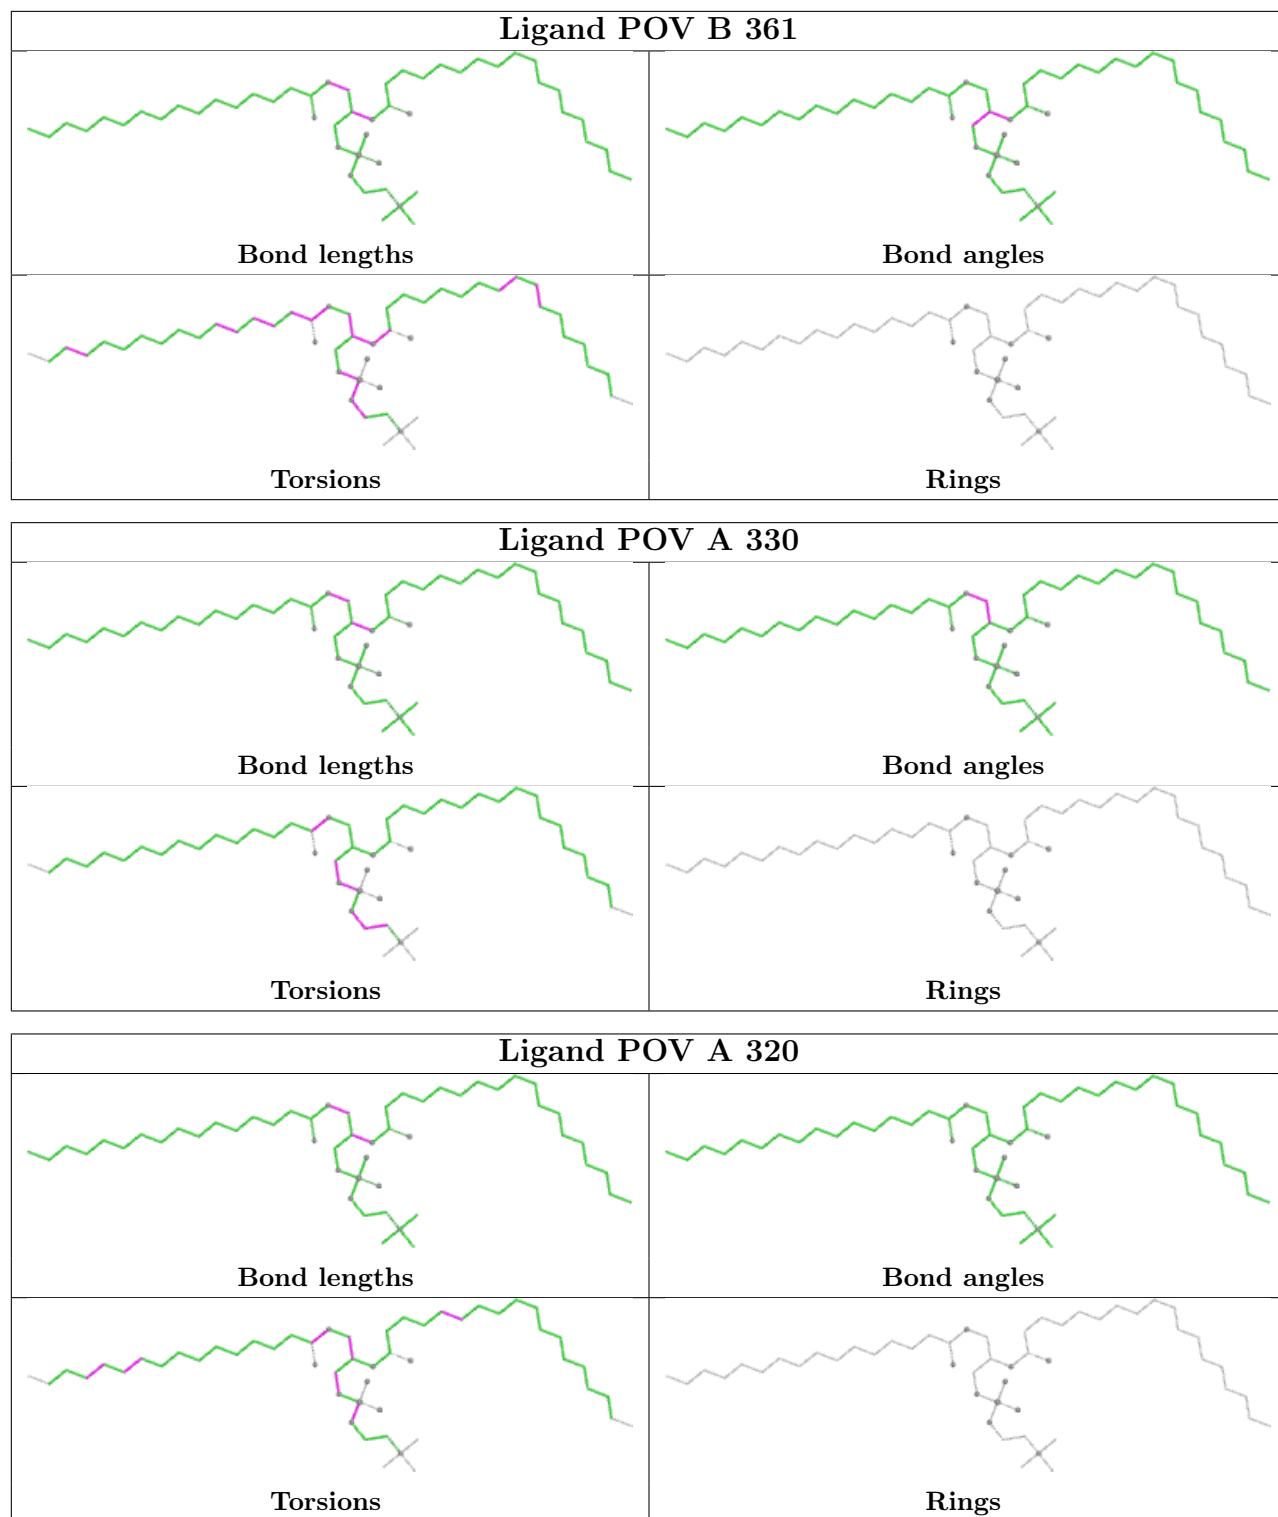 Ligand POV B 361
Bond lengths
Bond angles
Torsions
Rings
Ligand POV A 330
Bond lengths
Bond angles
Torsions
Rings
Ligand POV A 320
Bond lengths
Bond angles
Torsions
Rings